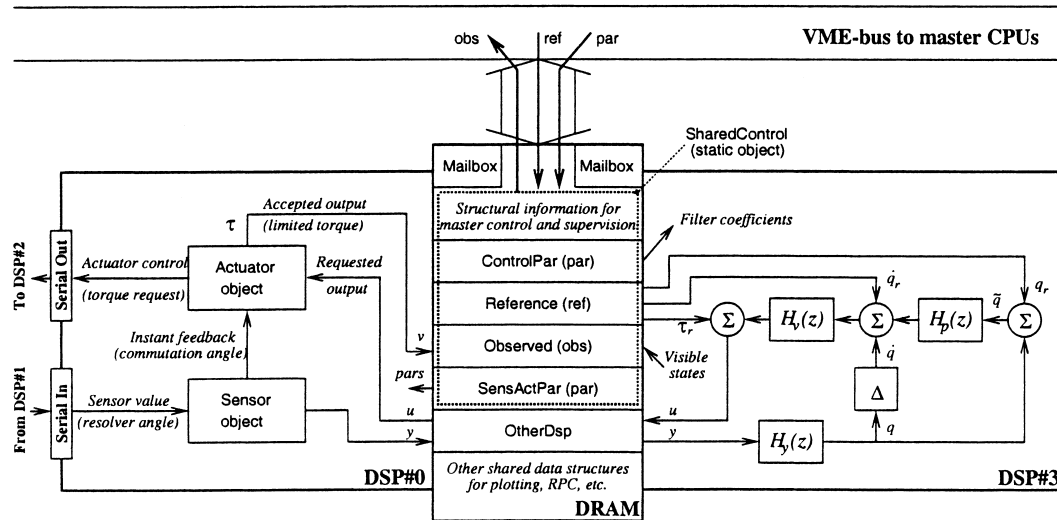 VME-bus to master CPUs
obs
ref
par
SharedControl
(static object)
Mailbox
Mailbox
Structural information for
master control and supervision
ControlPar (par)
Reference (ref)
Observed (obs)
SensActPar (par)
OtherDsp
Other shared data structures
for plotting, RPC, etc.
DRAM
To DSP#2
Serial Out
From DSP#1
Serial In
τ
Accepted output
(limited torque)
Actuator control
(torque request)
Actuator
object
Requested
output
Instant feedback
(commutation angle)
Sensor value
(resolver angle)
Sensor
object
v
pars
u
y
DSP#0
Filter coefficients
q̇r
qr
q̃
τr
Σ
Hv(z)
Σ
Hp(z)
Σ
Visible
states
q̇
Δ
q
u
y
Hy(z)
DSP#3